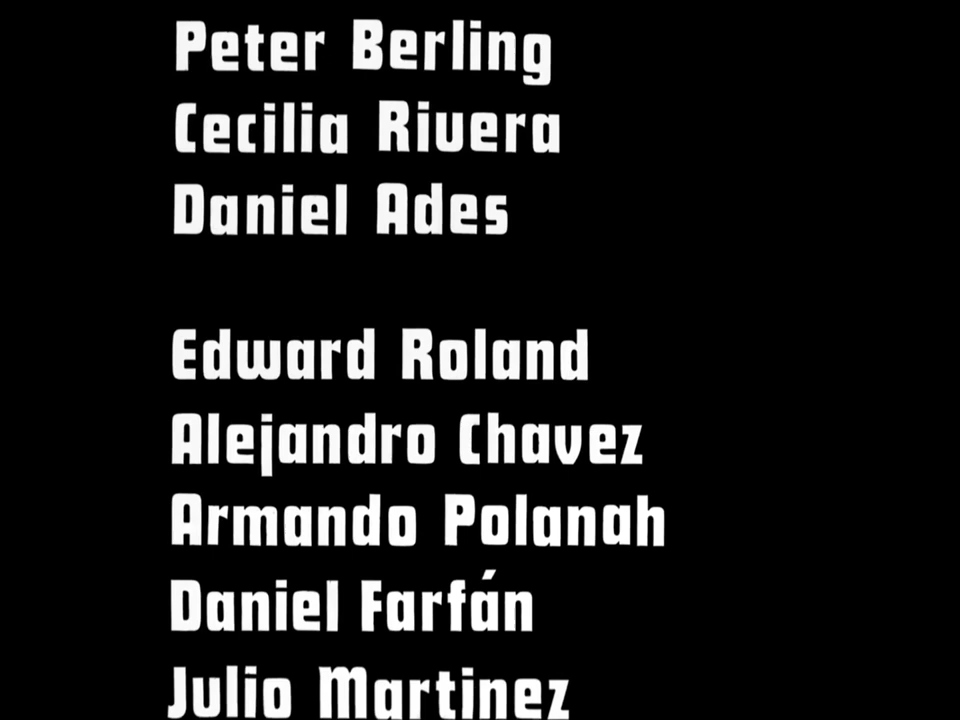 Peter Berling
Cecilia Rivera
Daniel Ades
Edward Roland
Alejandro Chavez
Armando Polanah
Daniel Farfán
Julio Martinez